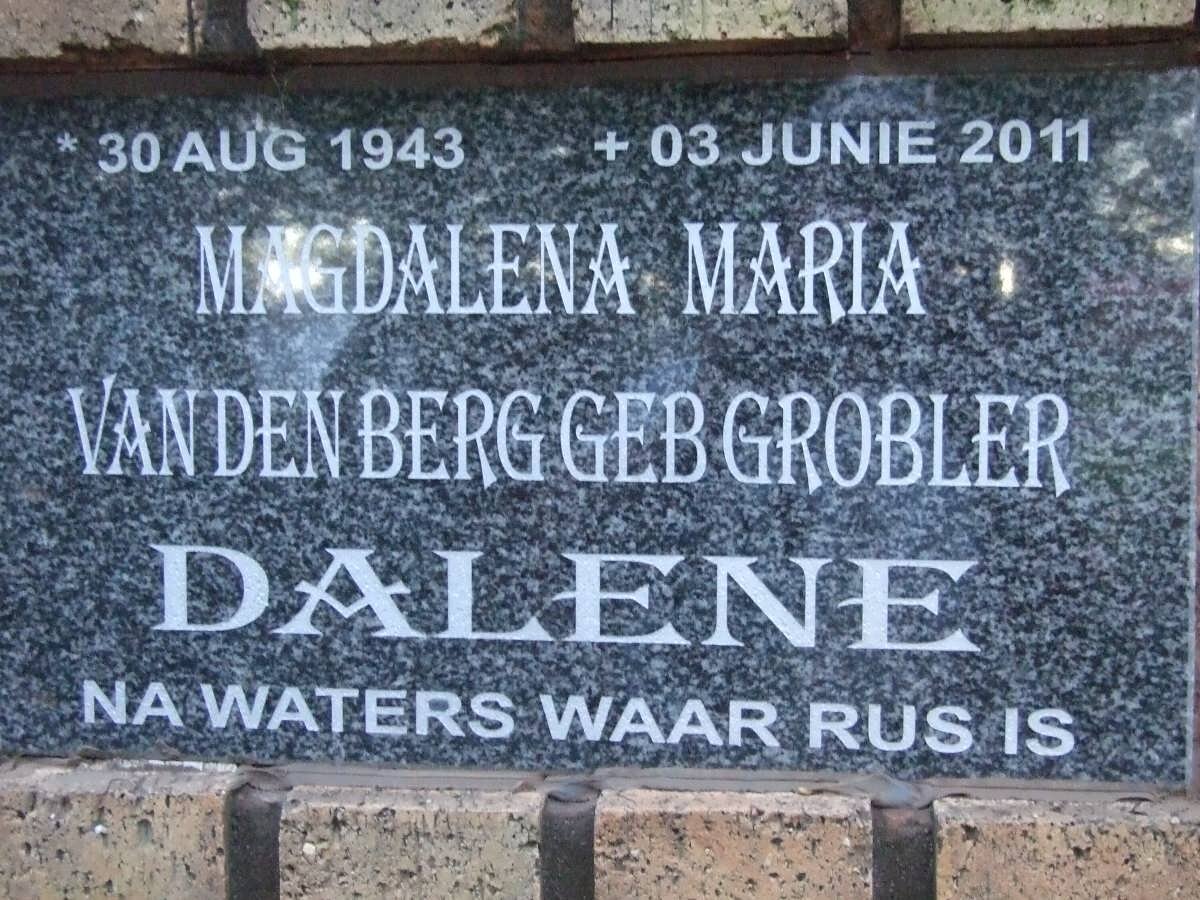 * 30 AUG 1943 + 03 JUNIE 2011
MAGDALENA MARIA
VAN DEN BERG GEB GROBLER
DALENE
NA WATERS WAAR RUS IS